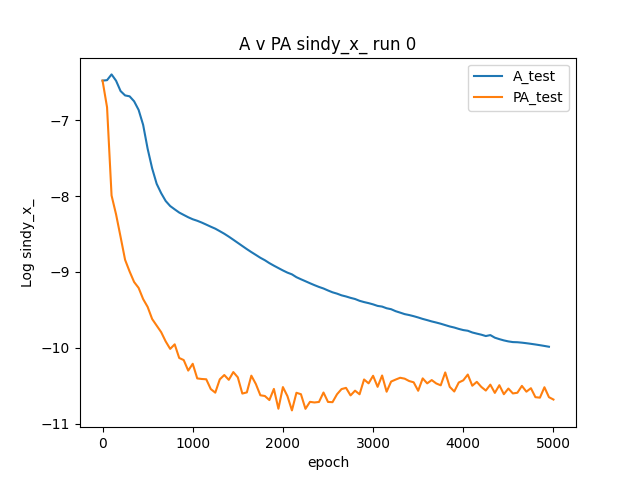 A v PA sindy_x_ run 0
A_test
PA_test
Log sindy_x_
−7
−8
−9
−10
−11
0
1000
2000
3000
4000
5000
epoch